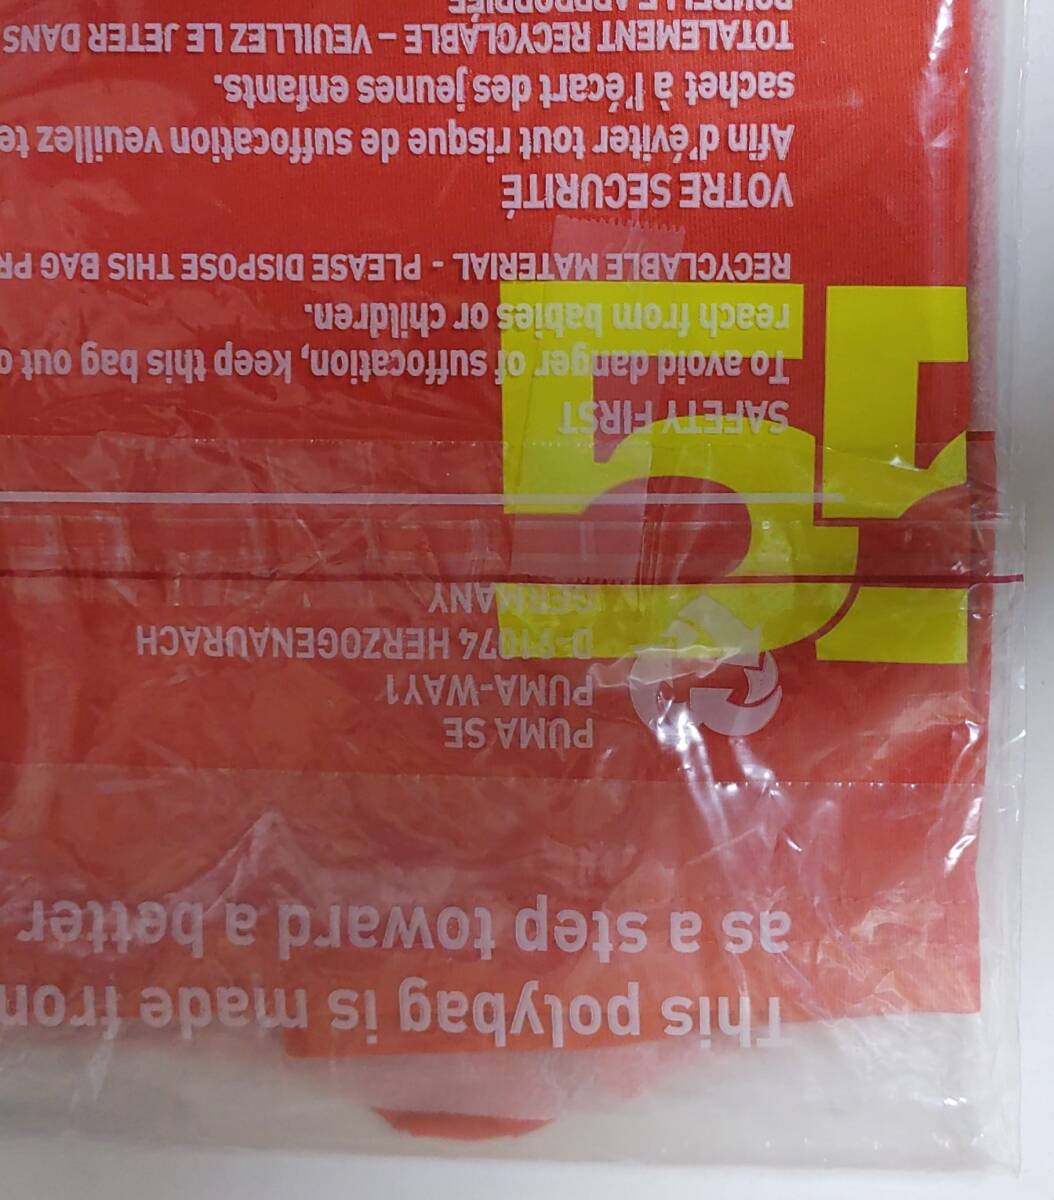 This polybag is made from
as a step toward a better
PUMA SE
PUMA-WAY1
D-91074 HERZOGENAURACH
GERMANY
SAFETY FIRST
To avoid danger of suffocation, keep this bag out
reach from babies or children.
RECYCLABLE MATERIAL - PLEASE DISPOSE THIS BAG PR
VOTRE SECURITÉ
Afin d'éviter tout risque de suffocation veuillez te
sachet à l'écart des jeunes enfants.
TOTALEMENT RECYCLABLE – VEUILLEZ LE JETER DANS
POUBELLE APPROPRIÉE